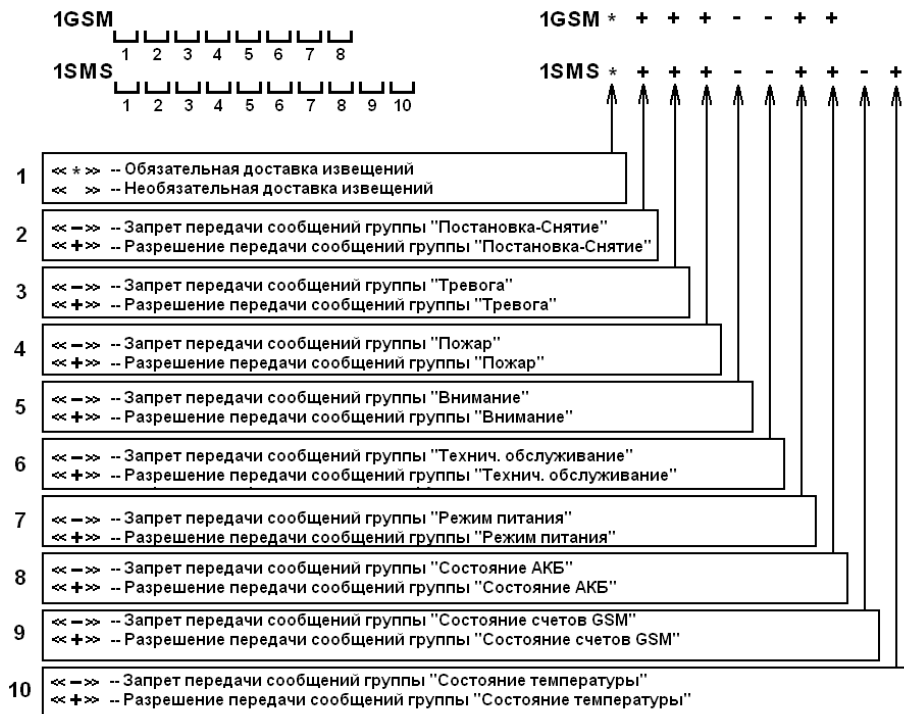 1GSM
1 2 3 4 5 6 7 8
1GSM * + + + - - + +
1SMS
1 2 3 4 5 6 7 8 9 10
1SMS * + + + - - + + - +
1
<< * >> -- Обязательная доставка извещений
<< >> -- Необязательная доставка извещений
2
<< - >> -- Запрет передачи сообщений группы "Постановка-Снятие"
<< + >> -- Разрешение передачи сообщений группы "Постановка-Снятие"
3
<< - >> -- Запрет передачи сообщений группы "Тревога"
<< + >> -- Разрешение передачи сообщений группы "Тревога"
4
<< - >> -- Запрет передачи сообщений группы "Пожар"
<< + >> -- Разрешение передачи сообщений группы "Пожар"
5
<< - >> -- Запрет передачи сообщений группы "Внимание"
<< + >> -- Разрешение передачи сообщений группы "Внимание"
6
<< - >> -- Запрет передачи сообщений группы "Технич. обслуживание"
<< + >> -- Разрешение передачи сообщений группы "Технич. обслуживание"
7
<< - >> -- Запрет передачи сообщений группы "Режим питания"
<< + >> -- Разрешение передачи сообщений группы "Режим питания"
8
<< - >> -- Запрет передачи сообщений группы "Состояние АКБ"
<< + >> -- Разрешение передачи сообщений группы "Состояние АКБ"
9
<< - >> -- Запрет передачи сообщений группы "Состояние счетов GSM"
<< + >> -- Разрешение передачи сообщений группы "Состояние счетов GSM"
10
<< - >> -- Запрет передачи сообщений группы "Состояние температуры"
<< + >> -- Разрешение передачи сообщений группы "Состояние температуры"